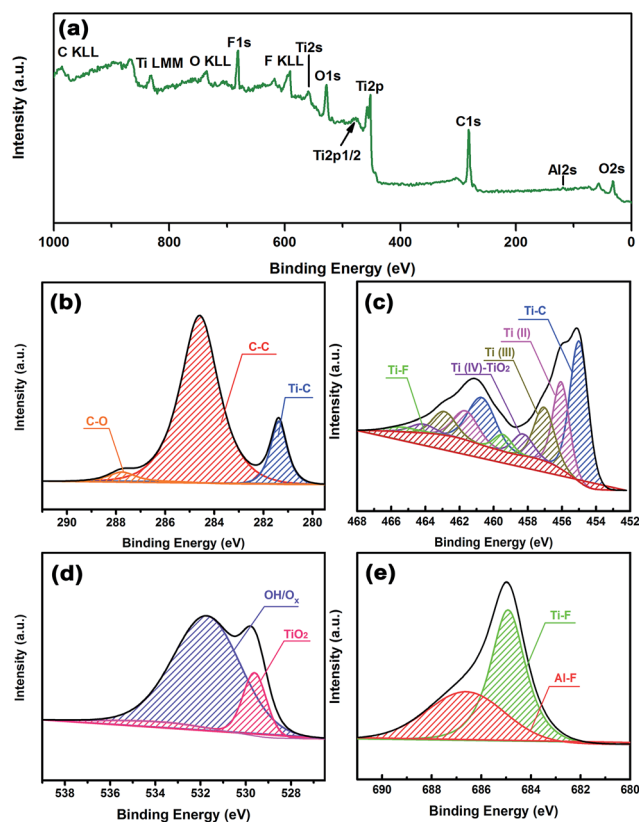 (a)
C KLL
Ti LMM
O KLL
F1s
F KLL
Ti2s
O1s
Ti2p
Ti2p1/2
C1s
Al2s
O2s
Intensity (a.u.)
1000 800 600 400 200 0
Binding Energy (eV)
(b)
C-C
Ti-C
C-O
Intensity (a.u.)
290 288 286 284 282 280
Binding Energy (eV)
(c)
Ti-C
Ti (II)
Ti (III)
Ti (IV)-TiO2
Ti-F
Intensity (a.u.)
468 466 464 462 460 458 456 454 452
Binding Energy (eV)
(d)
OH/Ox
TiO2
Intensity (a.u.)
538 536 534 532 530 528
Binding Energy (eV)
(e)
Ti-F
Al-F
Intensity (a.u.)
690 688 686 684 682 680
Binding Energy (eV)